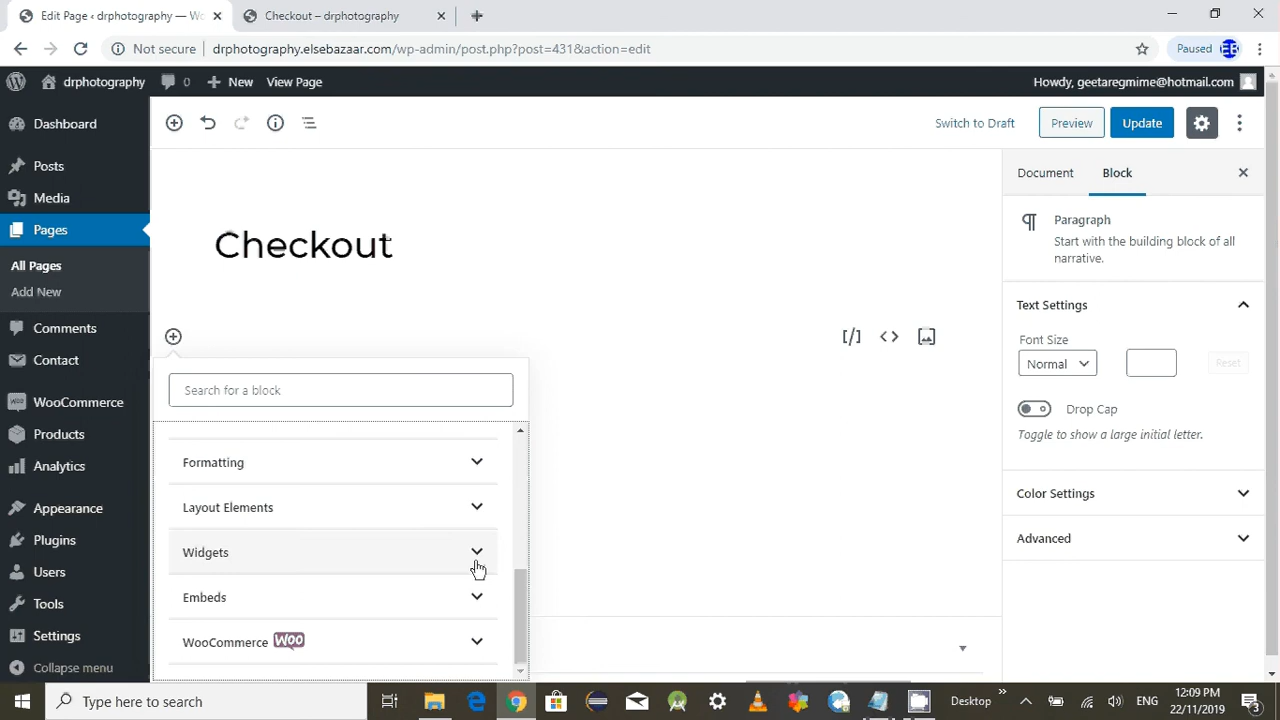 Edit Page ‹ drphotography — Wo
Checkout – drphotography
Not secure
drphotography.elsebazaar.com/wp-admin/post.php?post=431&action=edit
Paused
EB
drphotography
0
New
View Page
Howdy, geetaregmime@hotmail.com
Dashboard
Posts
Media
Pages
All Pages
Add New
Comments
Contact
WooCommerce
Products
Analytics
Appearance
Plugins
Users
Tools
Settings
Collapse menu
Switch to Draft
Preview
Update
Checkout
Search for a block
Formatting
Layout Elements
Widgets
Embeds
WooCommerce Woo
Document
Block
Paragraph
Start with the building block of all
narrative.
Text Settings
Font Size
Normal
Reset
Drop Cap
Toggle to show a large initial letter.
Color Settings
Advanced
Type here to search
Desktop
ENG
12:09 PM
22/11/2019
3